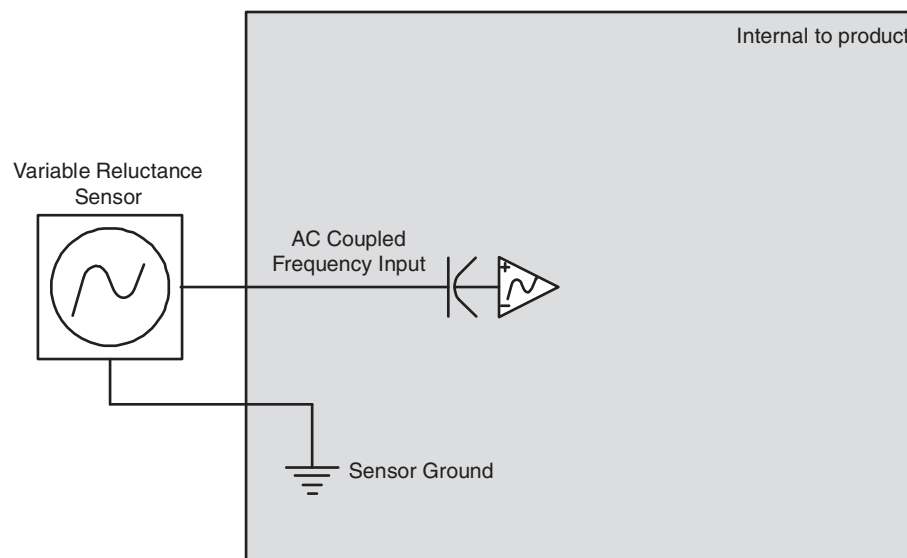 Internal to product
Variable Reluctance
Sensor
AC Coupled
Frequency Input
+
−
Sensor Ground